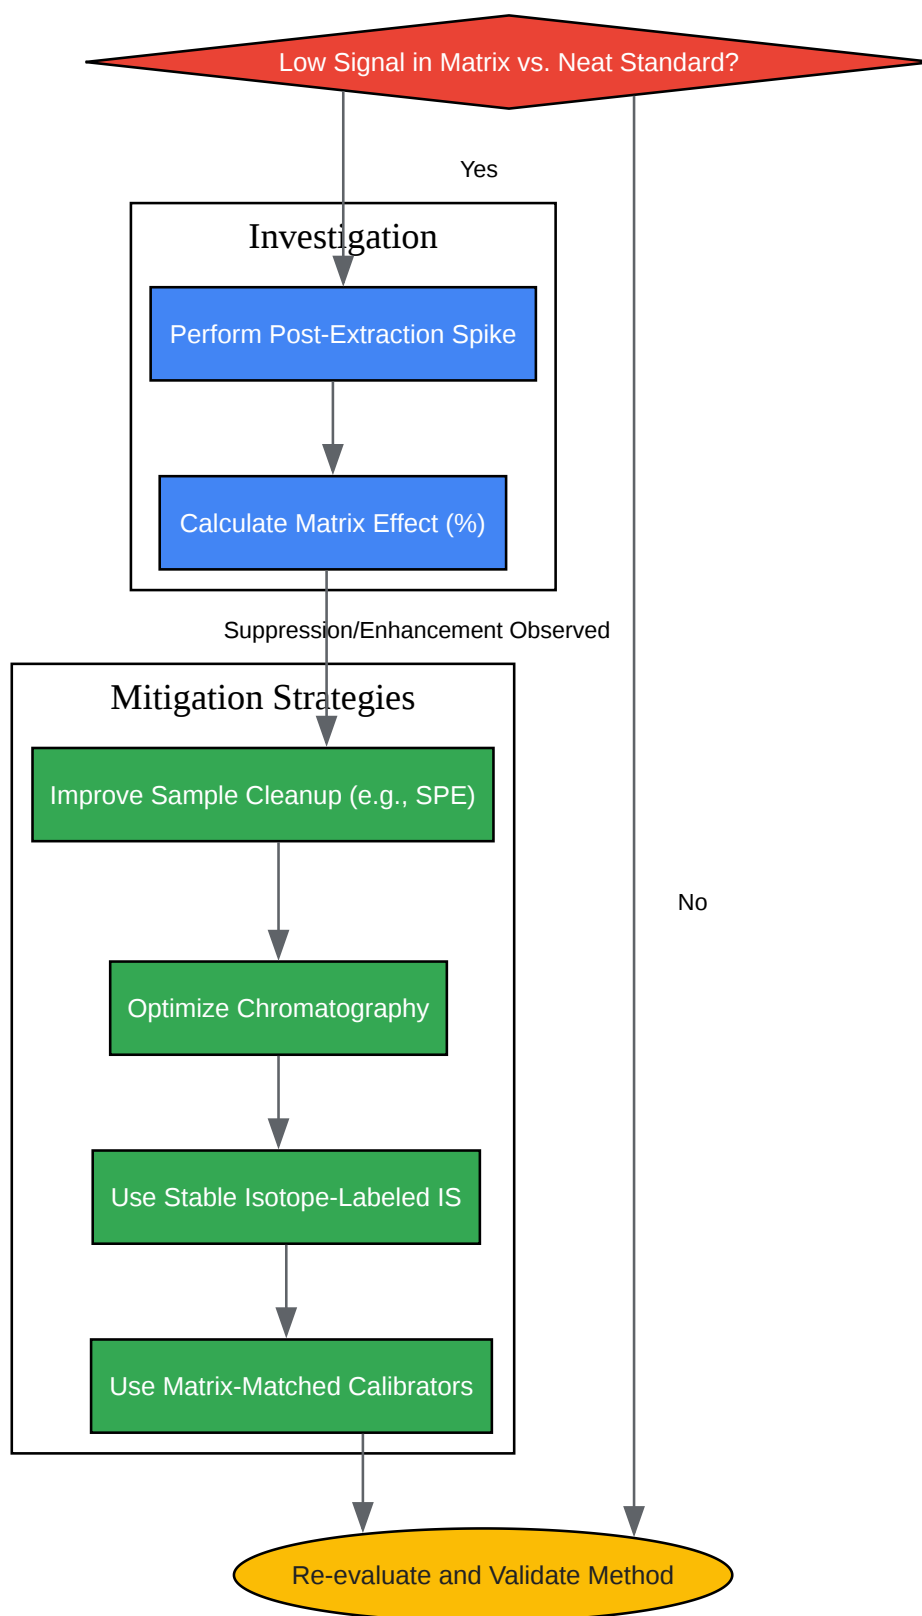 Low Signal in Matrix vs. Neat Standard?
Yes
Investigation
Perform Post-Extraction Spike
Calculate Matrix Effect (%)
Suppression/Enhancement Observed
Mitigation Strategies
Improve Sample Cleanup (e.g., SPE)
No
Optimize Chromatography
Use Stable Isotope-Labeled IS
Use Matrix-Matched Calibrators
Re-evaluate and Validate Method